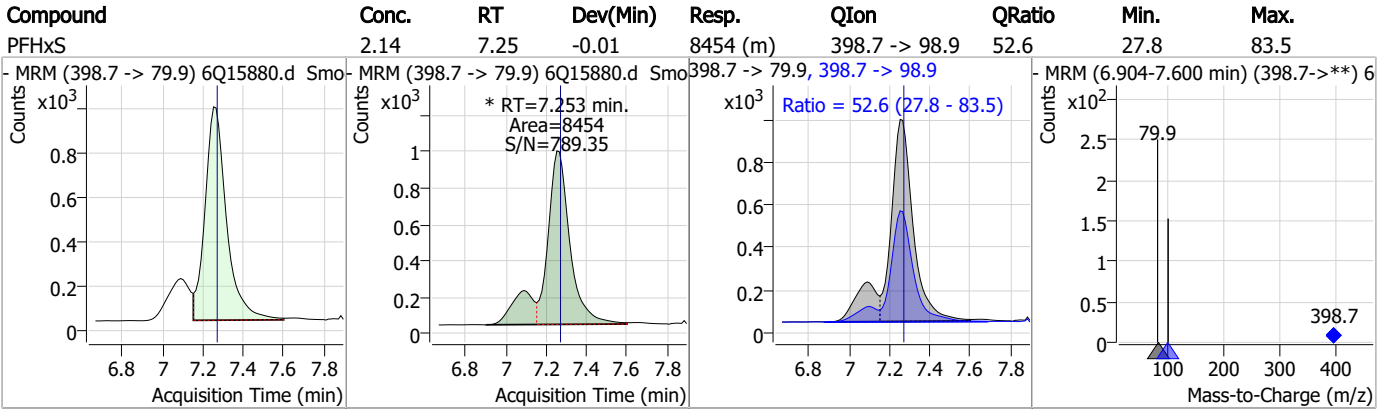 Compound Conc. RT Dev(Min) Resp. QIon QRatio Min. Max.
PFHxS 2.14 7.25 -0.01 8454 (m) 398.7 -> 98.9 52.6 27.8 83.5
- MRM (398.7 -> 79.9) 6Q15880.d Smo
Counts
x10³
0.8
0.6
0.4
0.2
0
6.8 7 7.2 7.4 7.6 7.8
Acquisition Time (min)
- MRM (398.7 -> 79.9) 6Q15880.d Smo
Counts
x10³
* RT=7.253 min.
Area=8454
S/N=789.35
1
0.8
0.6
0.4
0.2
0
6.8 7 7.2 7.4 7.6 7.8
Acquisition Time (min)
398.7 -> 79.9, 398.7 -> 98.9
Counts
x10³
Ratio = 52.6 (27.8 - 83.5)
0.8
0.6
0.4
0.2
0
6.8 7 7.2 7.4 7.6 7.8
Acquisition Time (min)
- MRM (6.904-7.600 min) (398.7->**) 6
Counts
x10²
79.9
2.5
2
1.5
1
0.5
0
398.7
100 200 300 400
Mass-to-Charge (m/z)